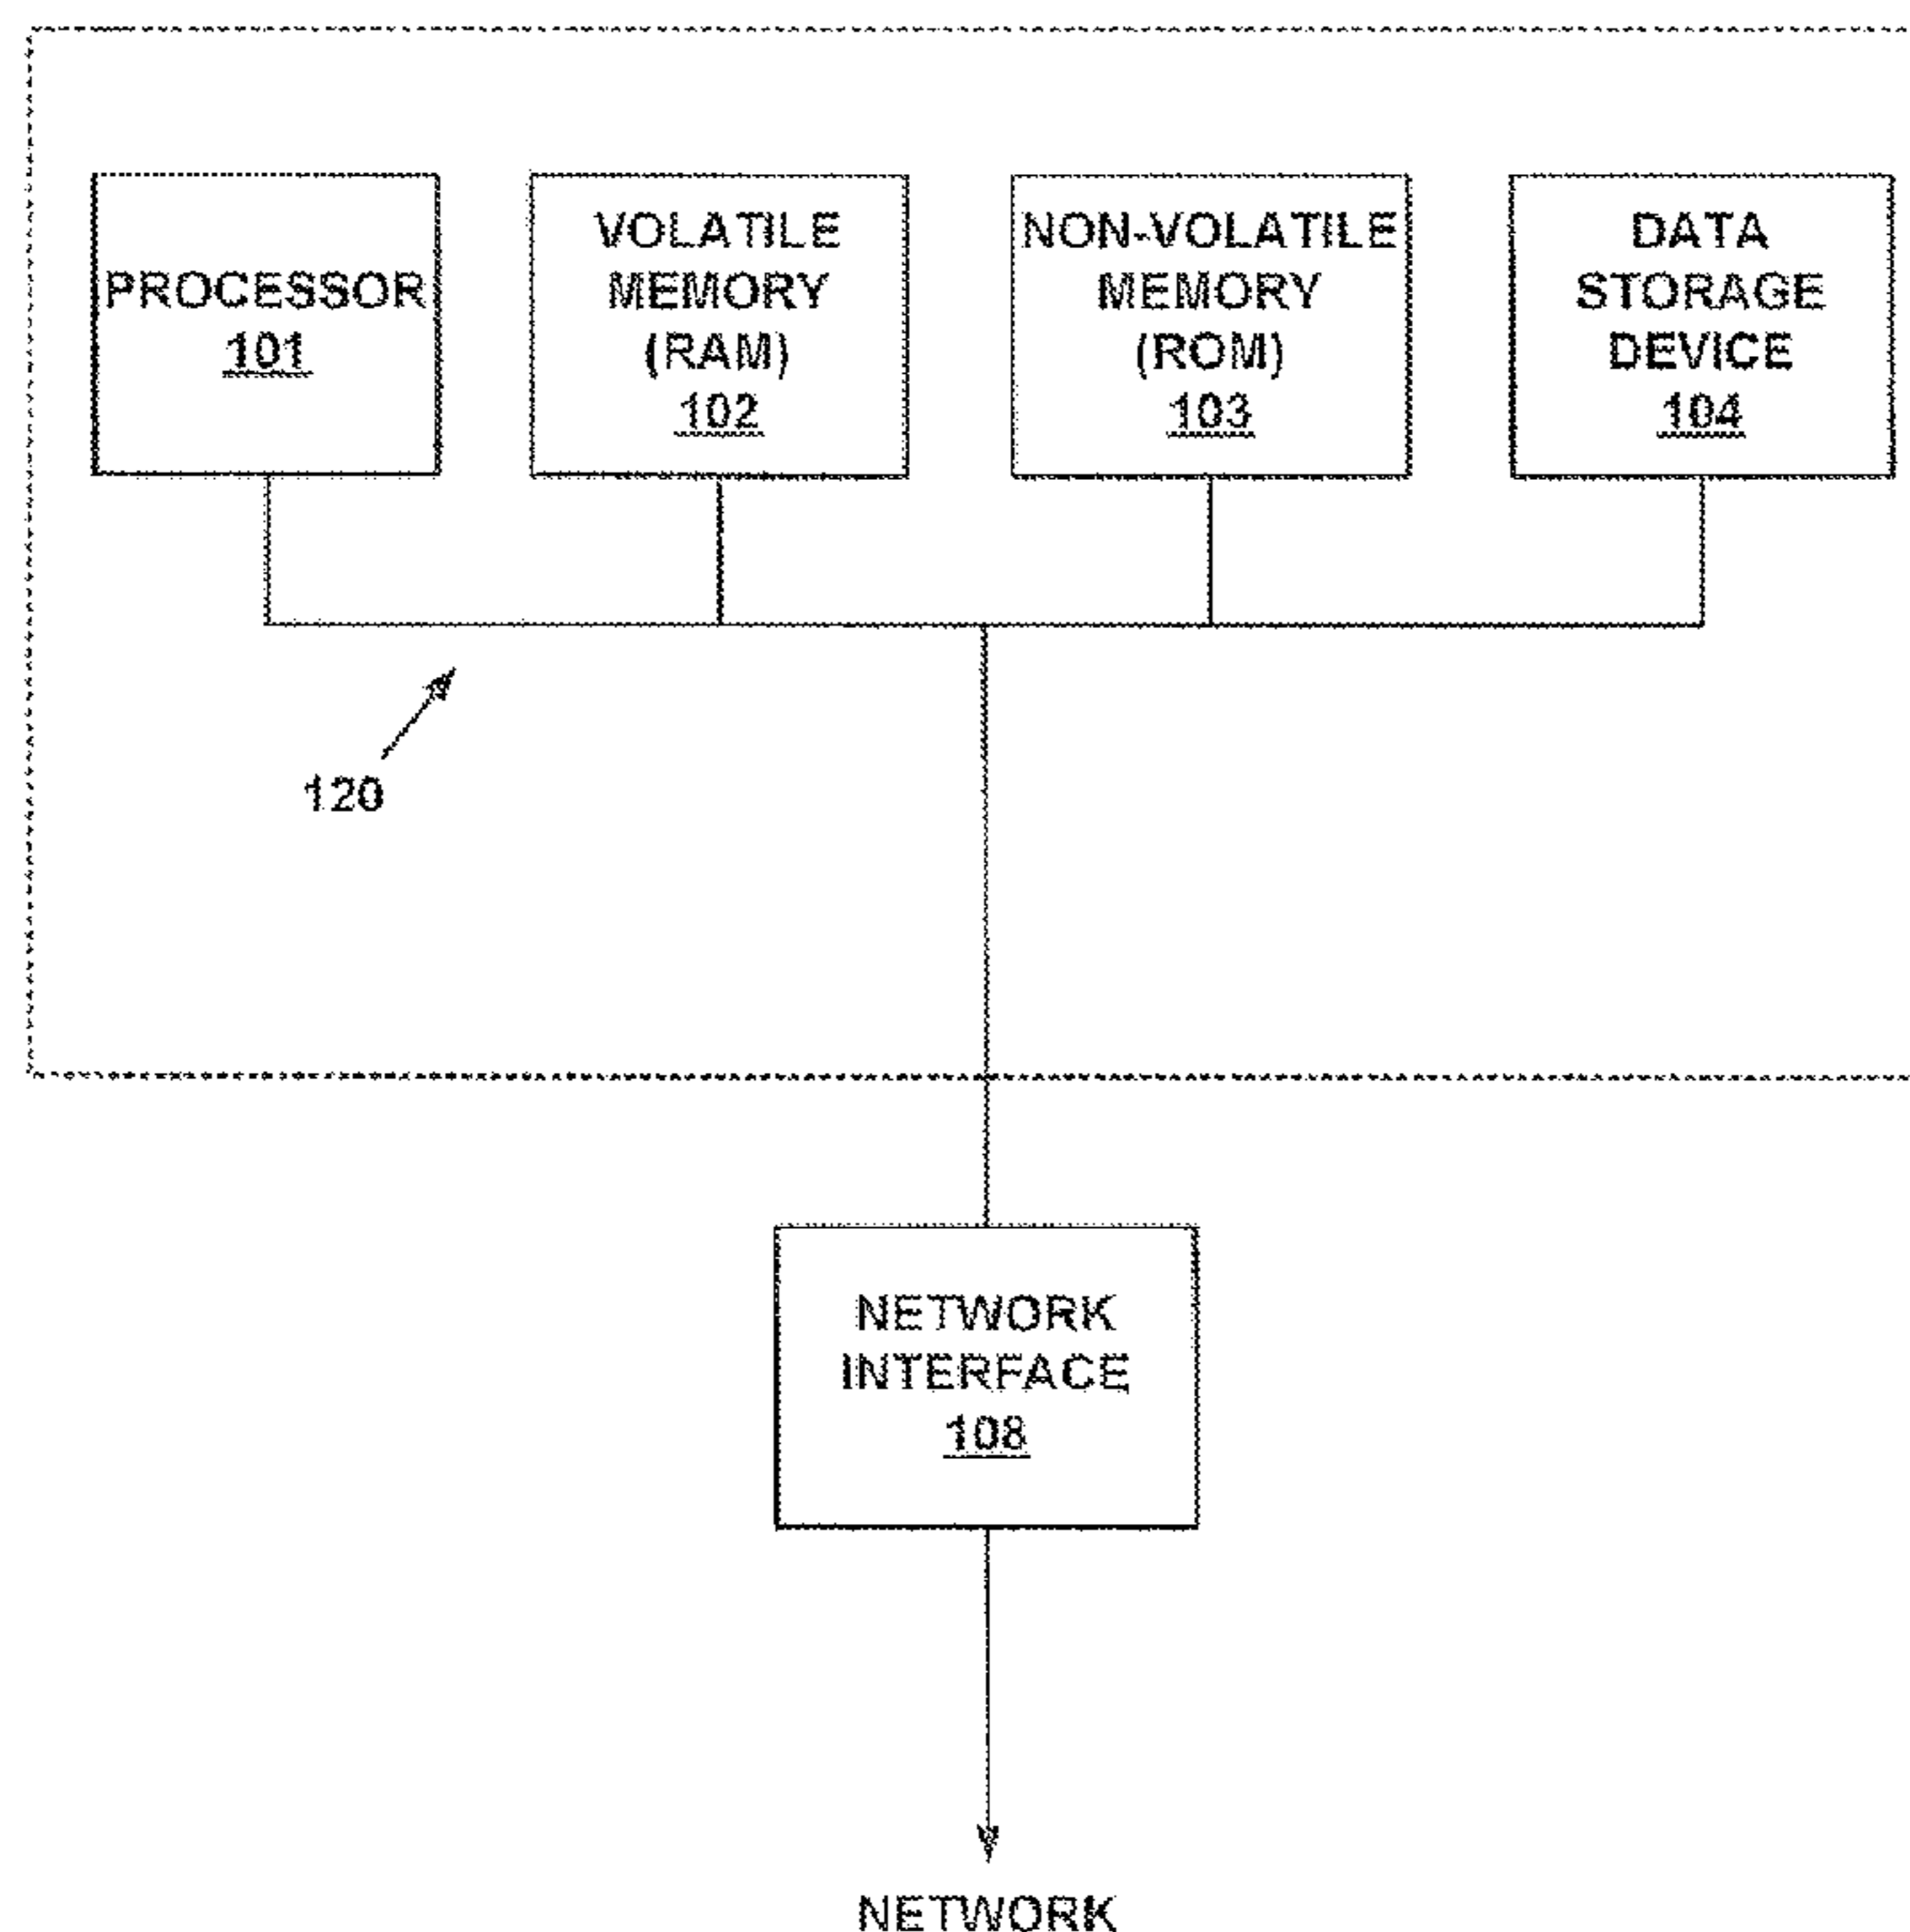 PROCESSOR
101
VOLATILE
MEMORY
(RAM)
102
NON-VOLATILE
MEMORY
(ROM)
103
DATA
STORAGE
DEVICE
104
120
NETWORK
INTERFACE
108
NETWORK